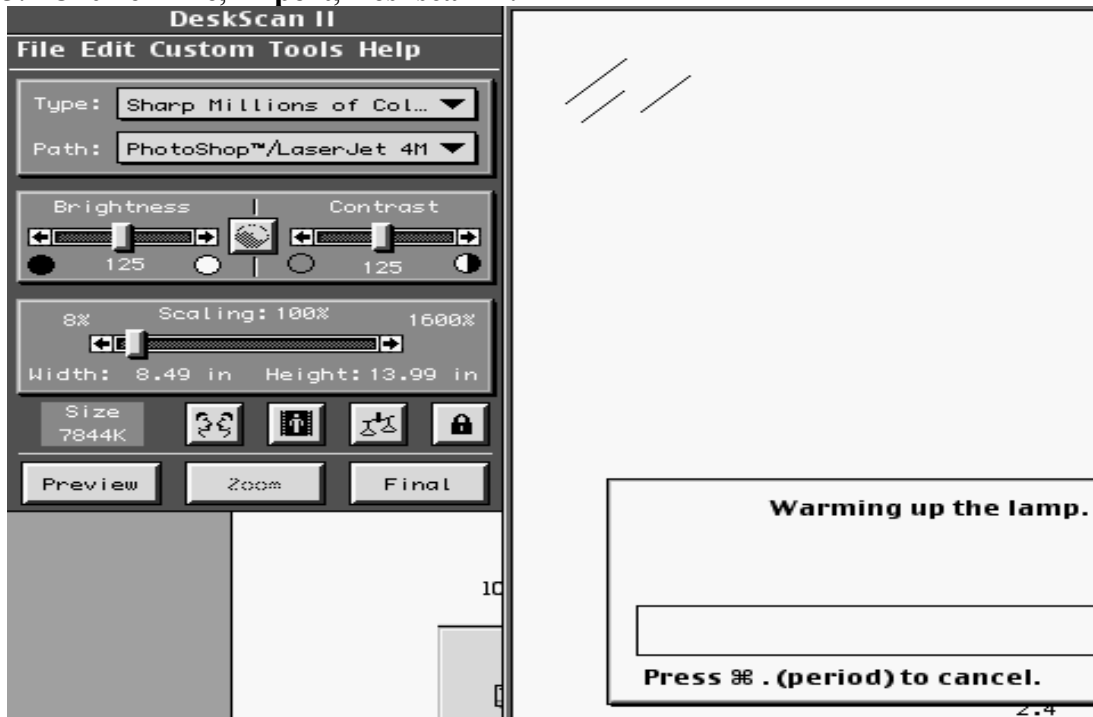 DeskScan II
File Edit Custom Tools Help
Type: Sharp Millions of Col...
Path: PhotoShop™/LaserJet 4M
Brightness Contrast
125 125
Scaling: 100%
8% 1600%
Width: 8.49 in Height: 13.99 in
Size
7844K
Preview Zoom Final
Warming up the lamp.
10
Press ⌘ . (period) to cancel.
2.4